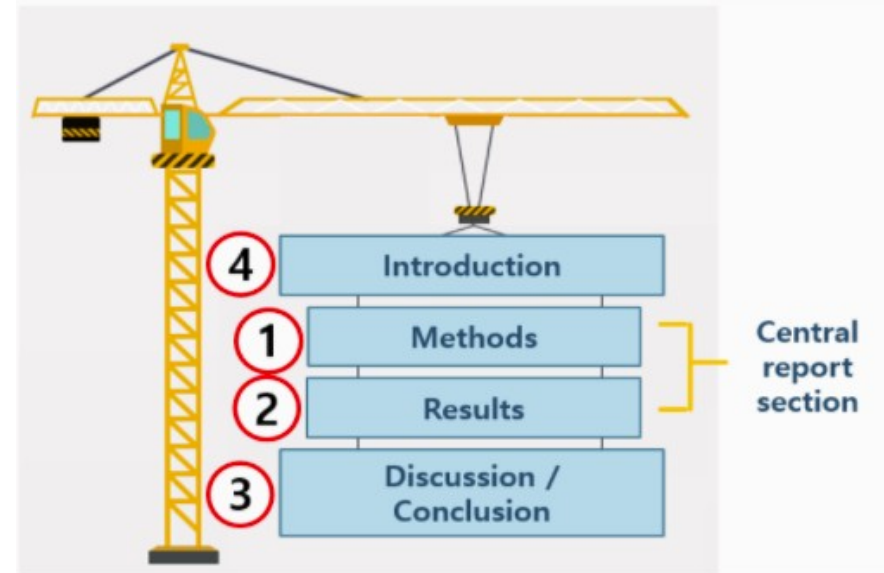 4
Introduction
1
Methods
2
Results
3
Discussion /
Conclusion
Central
report
section